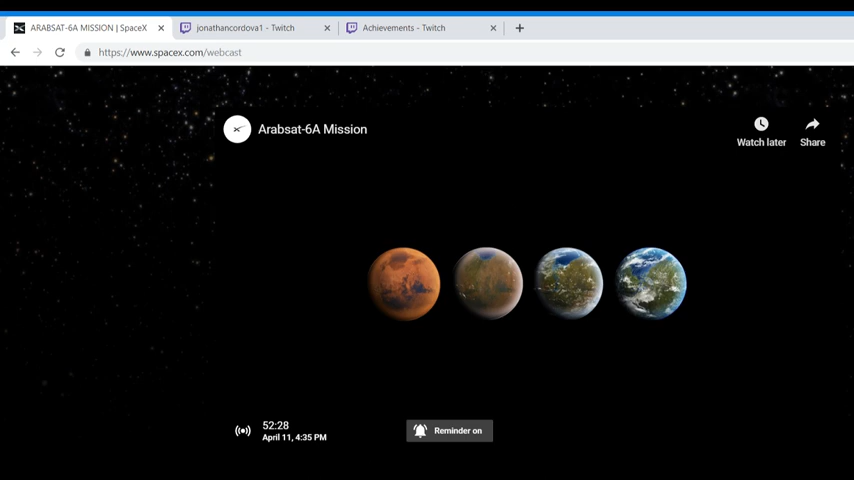 ARABSAT-6A MISSION | SpaceX
jonathancordova1 - Twitch
Achievements - Twitch
https://www.spacex.com/webcast
Arabsat-6A Mission
Watch later
Share
52:28
April 11, 4:35 PM
Reminder on